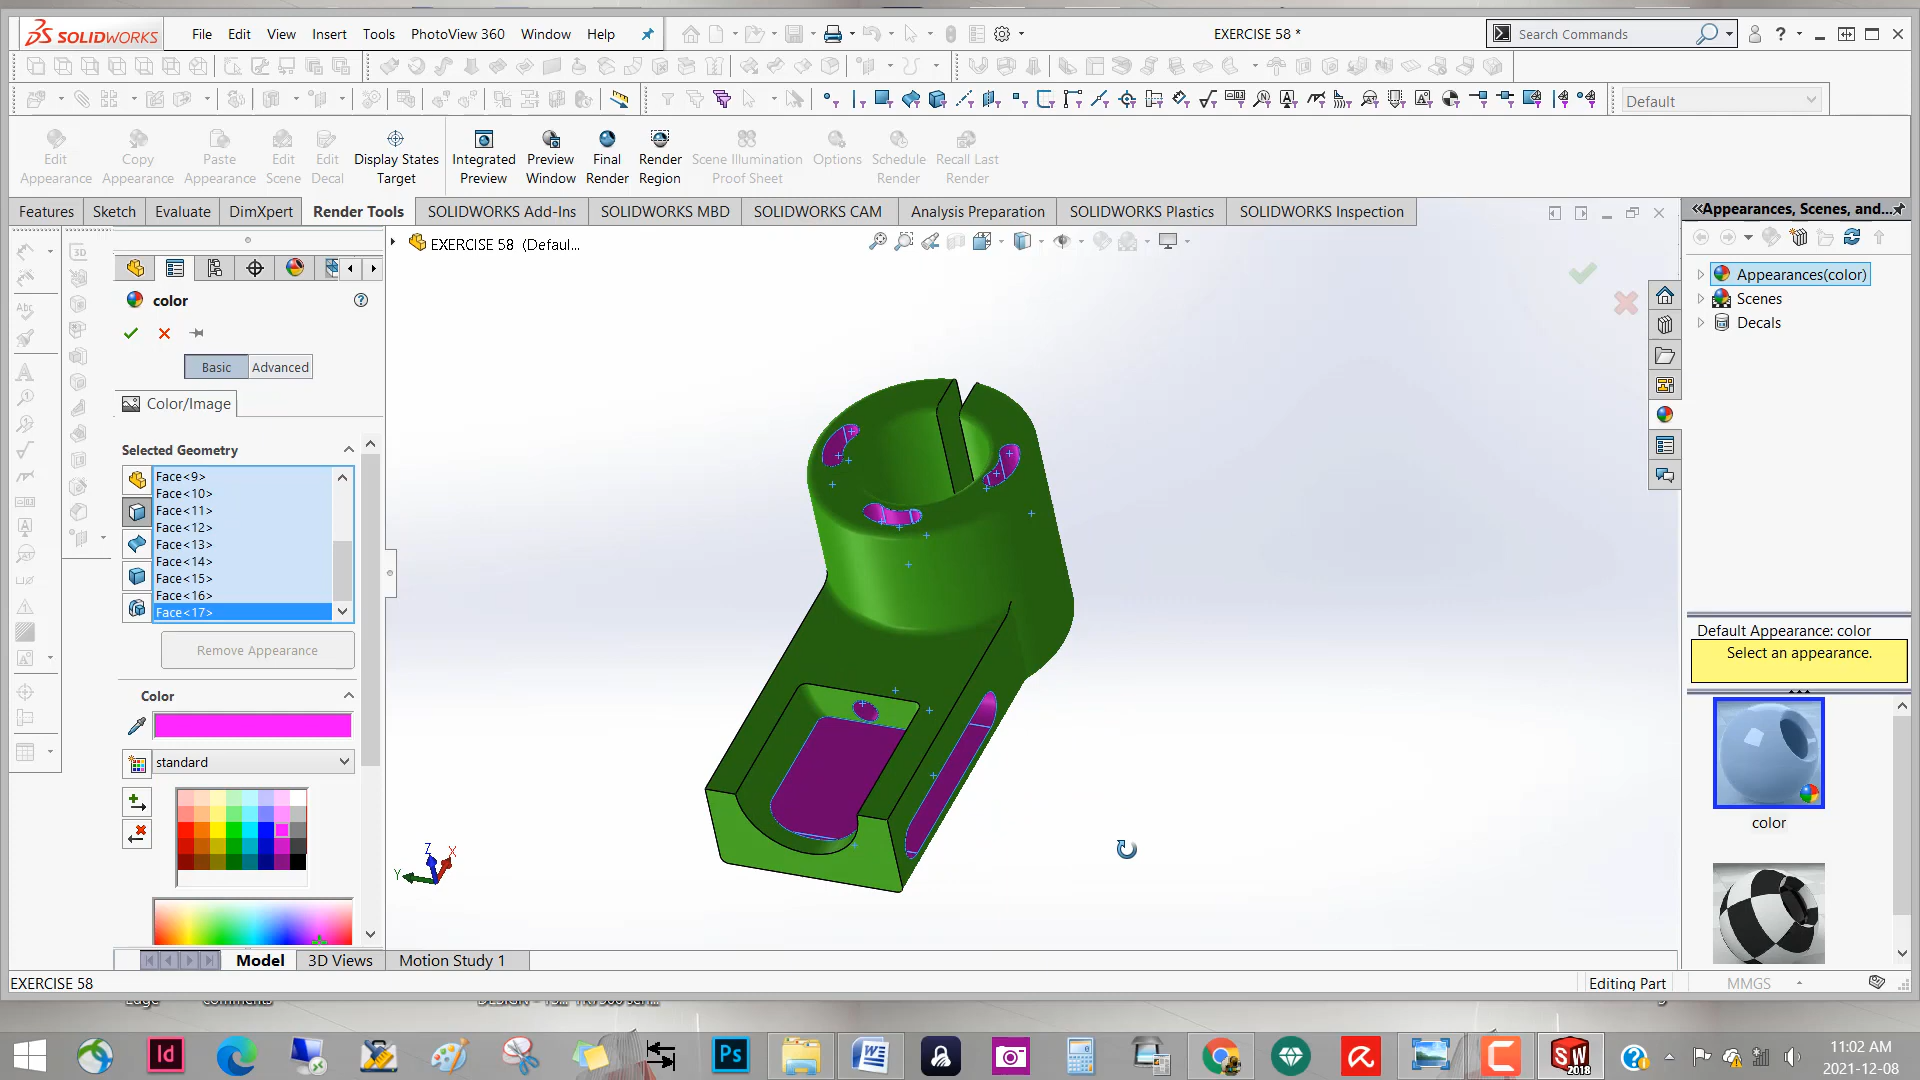 SOLIDWORKS File Edit View Insert Tools PhotoView 360 Window Help EXERCISE 58 * Search Commands
Default
Edit Appearance
Copy Appearance
Paste Appearance
Edit Scene
Edit Decal
Display States Target
Integrated Preview
Preview Window
Final Render
Render Region
Scene Illumination Proof Sheet
Options
Schedule Render
Recall Last Render
Features Sketch Evaluate DimXpert Render Tools SOLIDWORKS Add-Ins SOLIDWORKS MBD SOLIDWORKS CAM Analysis Preparation SOLIDWORKS Plastics SOLIDWORKS Inspection
Appearances, Scenes, and...
EXERCISE 58 (Defaul...
color
Basic Advanced
Color/Image
Selected Geometry
Face<9>
Face<10>
Face<11>
Face<12>
Face<13>
Face<14>
Face<15>
Face<16>
Face<17>
Remove Appearance
Color
standard
Z
X
Y
Appearances(color)
Scenes
Decals
Default Appearance: color
Select an appearance.
color
Model 3D Views Motion Study 1
EXERCISE 58
Editing Part
MMGS
Id
Ps
W
SW
2018
11:02 AM
2021-12-08